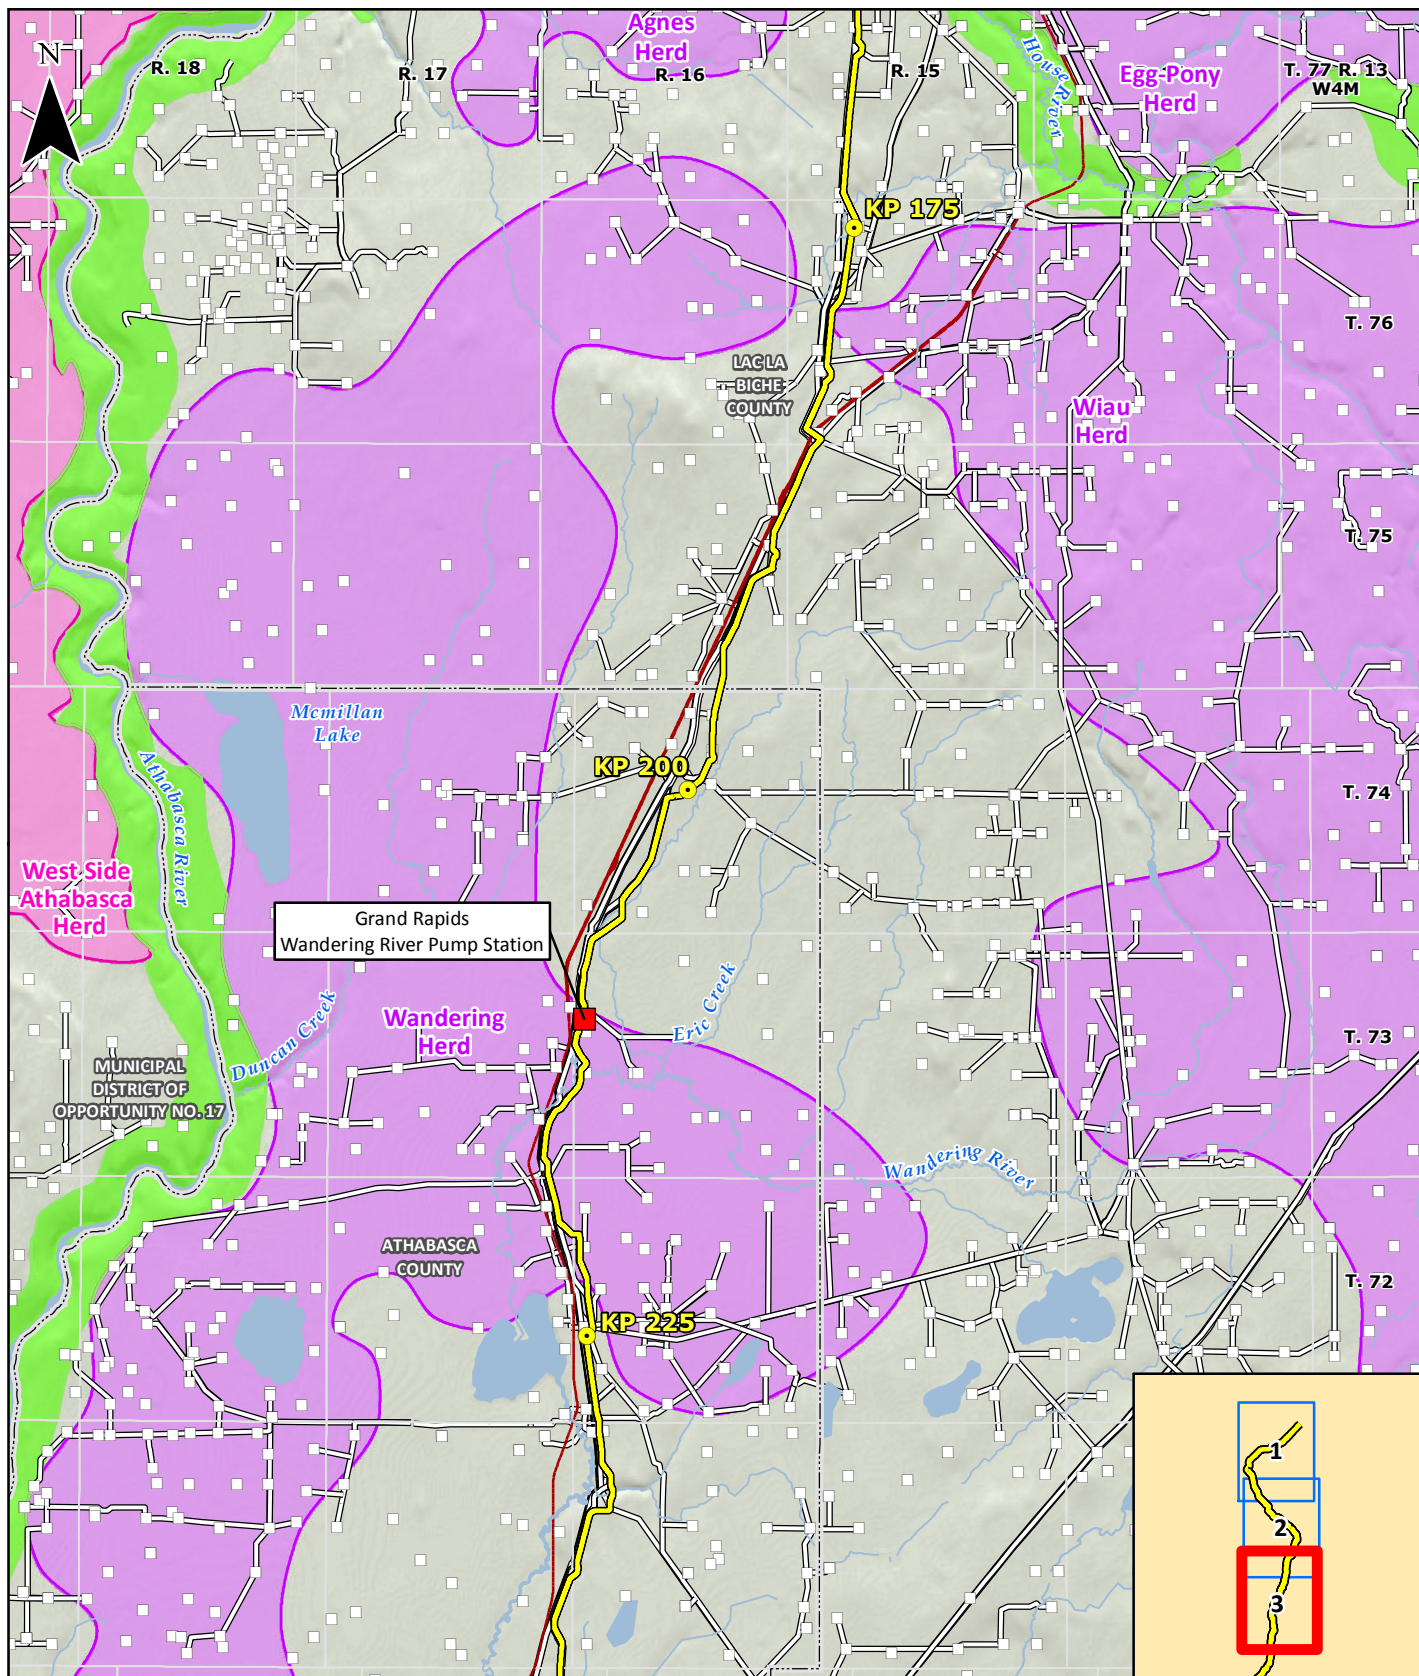 N
R. 18
R. 17
Agnes
Herd
R. 16
R. 15
House
River
Egg-Pony
Herd
T. 77 R. 13
W4M
KP 175
T. 76
LAC LA
BICHE
COUNTY
Wiau
Herd
T. 75
Mcmillan
Lake
KP 200
Athabasca River
T. 74
West Side
Athabasca
Herd
Grand Rapids
Wandering River Pump Station
Eric Creek
Wandering
Herd
Duncan Creek
T. 73
MUNICIPAL
DISTRICT OF
OPPORTUNITY NO. 17
Wandering River
ATHABASCA
COUNTY
T. 72
KP 225
1
2
3